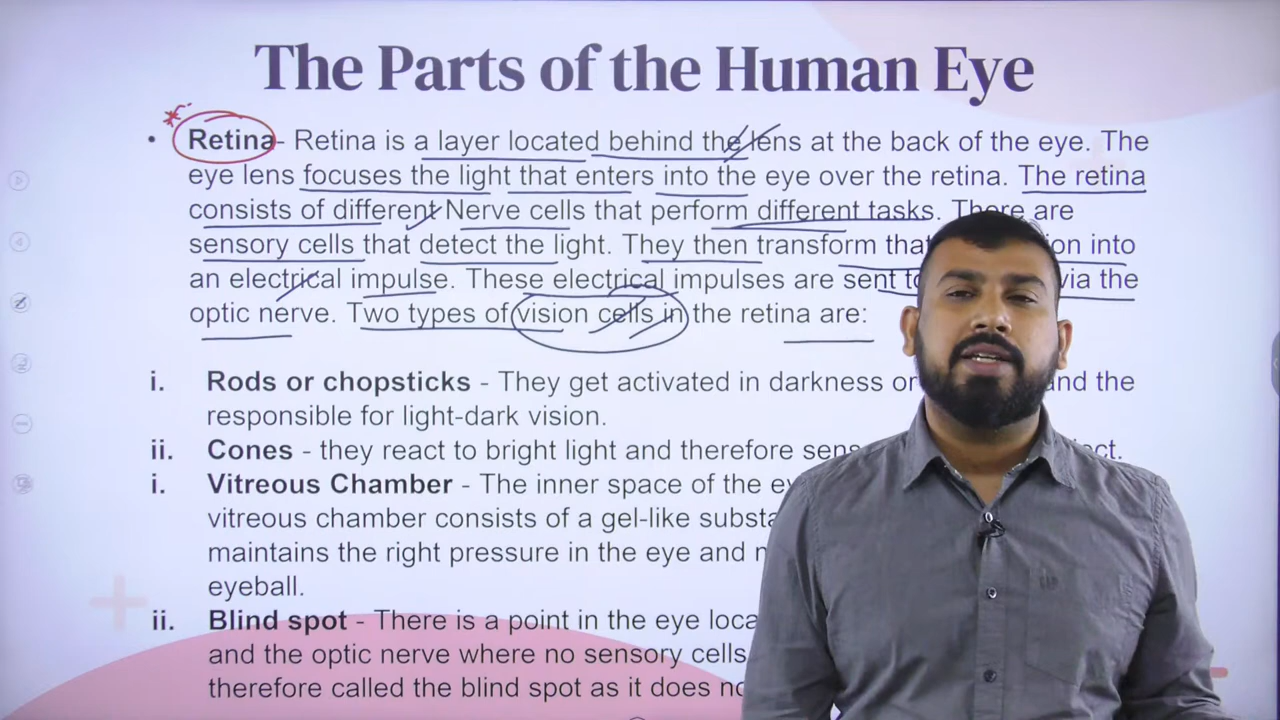 The Parts of the Human Eye
• Retina- Retina is a layer located behind the lens at the back of the eye. The
eye lens focuses the light that enters into the eye over the retina. The retina
consists of different Nerve cells that perform different tasks. There are
sensory cells that detect the light. They then transform that into
an electrical impulse. These electrical impulses are sent via the
optic nerve. Two types of vision cells in the retina are:
i. Rods or chopsticks - They get activated in darkness or and the
responsible for light-dark vision.
ii. Cones - they react to bright light and therefore
i. Vitreous Chamber - The inner space of the
vitreous chamber consists of a gel-like
maintains the right pressure in the eye and
eyeball.
ii. Blind spot - There is a point in the eye
and the optic nerve where no sensory cells
therefore called the blind spot as it does